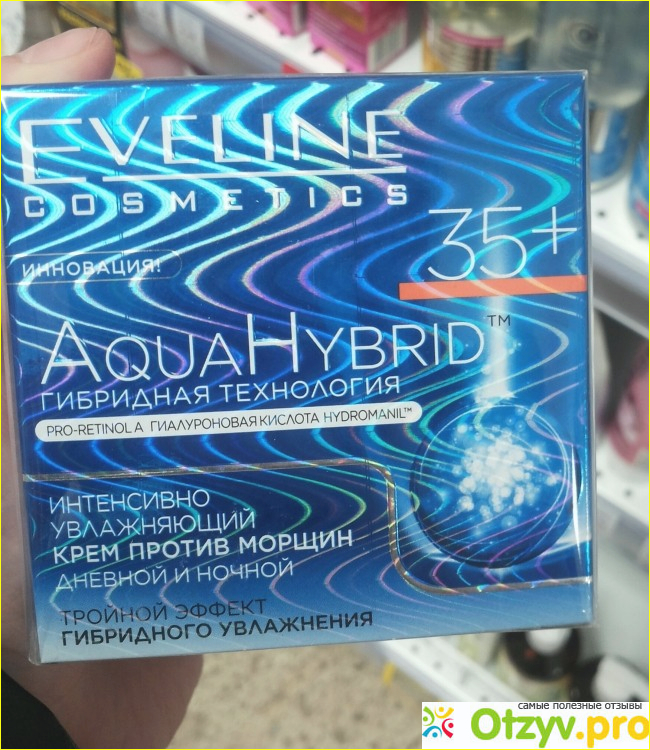 EVELINE
COSMETICS
35+
ИННОВАЦИЯ!
AQUAHYBRID™
ГИБРИДНАЯ ТЕХНОЛОГИЯ
PRO-RETINOL A ГИАЛУРОНОВАЯ КИСЛОТА HYDROMANIL™
ИНТЕНСИВНО
УВЛАЖНЯЮЩИЙ
КРЕМ ПРОТИВ МОРЩИН
ДНЕВНОЙ И НОЧНОЙ
ТРОЙНОЙ ЭФФЕКТ
ГИБРИДНОГО УВЛАЖНЕНИЯ
самые полезные отзывы
Otzyv.pro